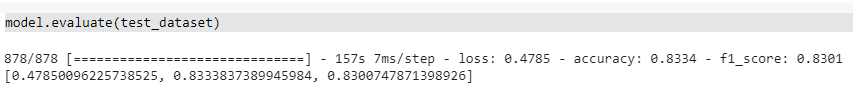 model.evaluate(test_dataset)
878/878 [==============================] - 157s 7ms/step - loss: 0.4785 - accuracy: 0.8334 - f1_score: 0.8301
[0.47850096225738525, 0.8333837389945984, 0.8300747871398926]